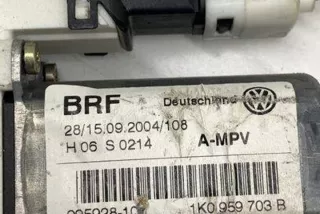 BRF Deutschland
28/15.09.2004/108
H 06 S 0214 A-MPV
1K0 959 703 B